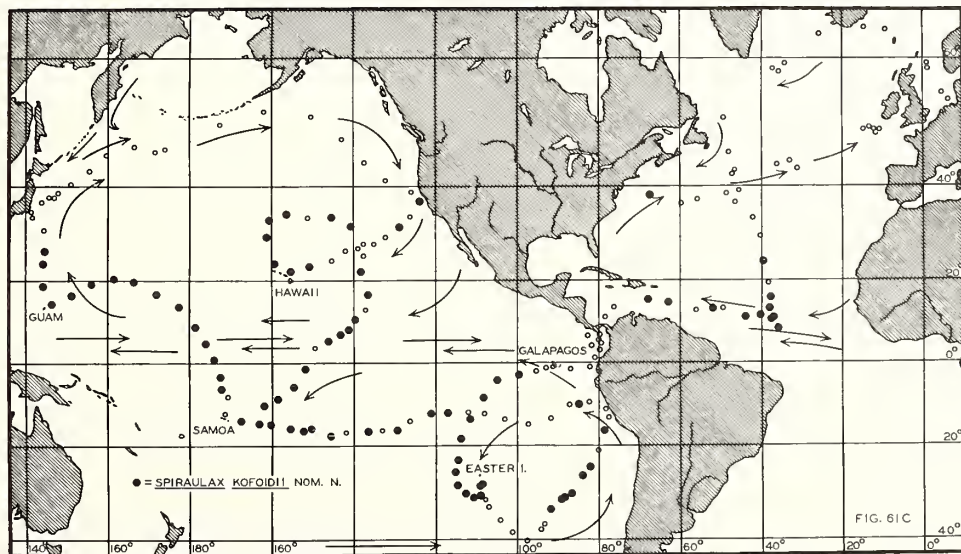 40°
20°
HAWAII
GUAM
GALAPAGOS
0°
SAMOA
20°
EASTER I.
● = SPIRAULAX KOFOIDII NOM. N.
FIG. 61C
140° 160° 180° 160° 100° 80° 60° 40° 20° 0° 40°